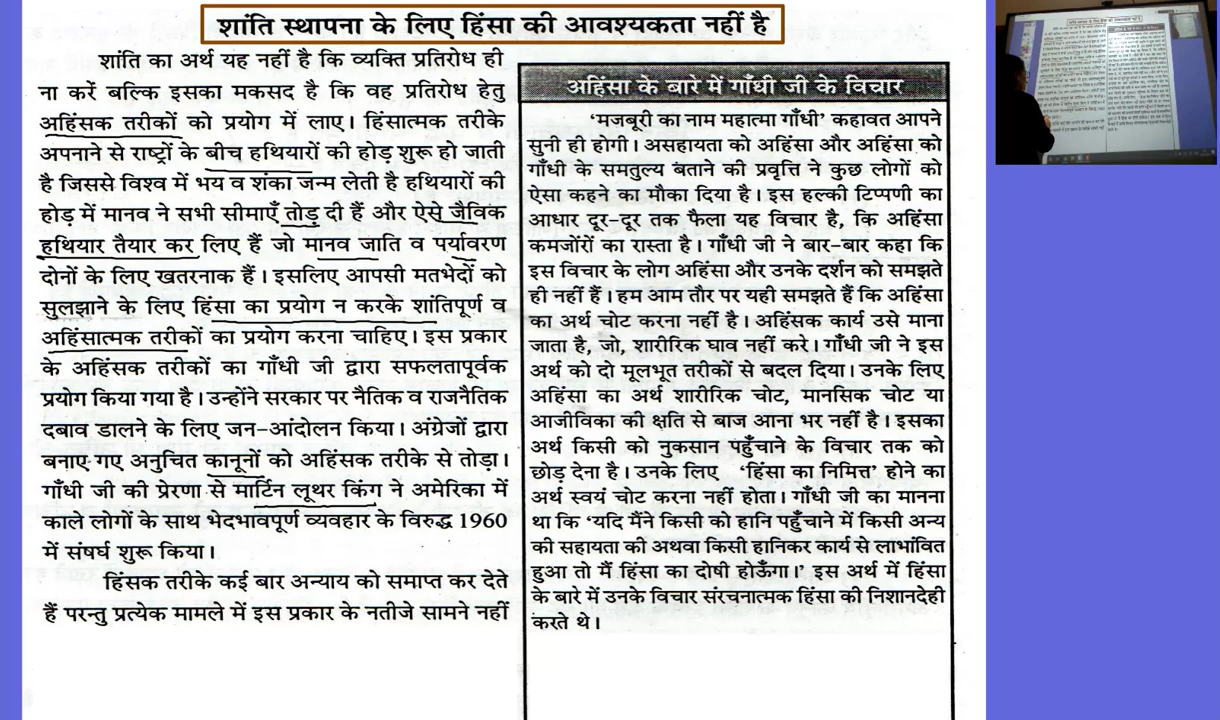 शांति स्थापना के लिए हिंसा की आवश्यकता नहीं है
शांति का अर्थ यह नहीं है कि व्यक्ति प्रतिरोध ही
ना करें बल्कि इसका मकसद है कि वह प्रतिरोध हेतु
अहिंसक तरीकों को प्रयोग में लाए। हिंसात्मक तरीके
अपनाने से राष्ट्रों के बीच हथियारों की होड़ शुरू हो जाती
है जिससे विश्व में भय व शंका जन्म लेती है हथियारों की
होड़ में मानव ने सभी सीमाएँ तोड़ दी हैं और ऐसे जैविक
हथियार तैयार कर लिए हैं जो मानव जाति व पर्यावरण
दोनों के लिए खतरनाक हैं। इसलिए आपसी मतभेदों को
सुलझाने के लिए हिंसा का प्रयोग न करके शांतिपूर्ण व
अहिंसात्मक तरीकों का प्रयोग करना चाहिए। इस प्रकार
के अहिंसक तरीकों का गाँधी जी द्वारा सफलतापूर्वक
प्रयोग किया गया है। उन्होंने सरकार पर नैतिक व राजनैतिक
दबाव डालने के लिए जन-आंदोलन किया। अंग्रेजों द्वारा
बनाए गए अनुचित कानूनों को अहिंसक तरीके से तोड़ा।
गाँधी जी की प्रेरणा से मार्टिन लूथर किंग ने अमेरिका में
काले लोगों के साथ भेदभावपूर्ण व्यवहार के विरुद्ध 1960
में संघर्ष शुरू किया।
हिंसक तरीके कई बार अन्याय को समाप्त कर देते
हैं परन्तु प्रत्येक मामले में इस प्रकार के नतीजे सामने नहीं
अहिंसा के बारे में गाँधी जी के विचार
‘मजबूरी का नाम महात्मा गाँधी’ कहावत आपने
सुनी ही होगी। असहायता को अहिंसा और अहिंसा को
गाँधी के समतुल्य बताने की प्रवृत्ति ने कुछ लोगों को
ऐसा कहने का मौका दिया है। इस हल्की टिप्पणी का
आधार दूर-दूर तक फैला यह विचार है, कि अहिंसा
कमजोंरों का रास्ता है। गाँधी जी ने बार-बार कहा कि
इस विचार के लोग अहिंसा और उनके दर्शन को समझते
ही नहीं हैं। हम आम तौर पर यही समझते हैं कि अहिंसा
का अर्थ चोट करना नहीं है। अहिंसक कार्य उसे माना
जाता है, जो, शारीरिक घाव नहीं करे। गाँधी जी ने इस
अर्थ को दो मूलभूत तरीकों से बदल दिया। उनके लिए
अहिंसा का अर्थ शारीरिक चोट, मानसिक चोट या
आजीविका की क्षति से बाज आना भर नहीं है। इसका
अर्थ किसी को नुकसान पहुँचाने के विचार तक को
छोड़ देना है। उनके लिए ‘हिंसा का निमित्त’ होने का
अर्थ स्वयं चोट करना नहीं होता। गाँधी जी का मानना
था कि ‘यदि मैंने किसी को हानि पहुँचाने में किसी अन्य
की सहायता की अथवा किसी हानिकर कार्य से लाभांवित
हुआ तो मैं हिंसा का दोषी होऊँगा।’ इस अर्थ में हिंसा
के बारे में उनके विचार संरचनात्मक हिंसा की निशानदेही
करते थे।